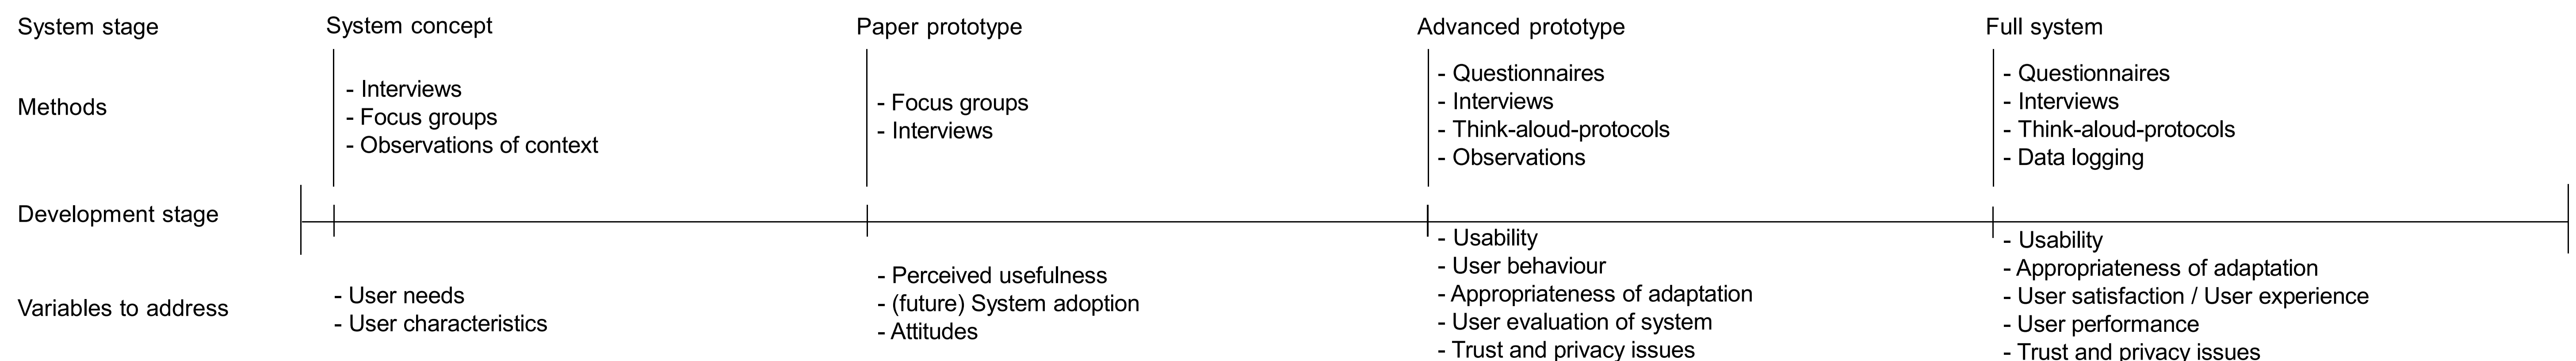 System stage
System concept
Paper prototype
Advanced prototype
Full system
Methods
- Interviews
- Focus groups
- Observations of context
- Focus groups
- Interviews
- Questionnaires
- Interviews
- Think-aloud-protocols
- Observations
- Questionnaires
- Interviews
- Think-aloud-protocols
- Data logging
Development stage
Variables to address
- User needs
- User characteristics
- Perceived usefulness
- (future) System adoption
- Attitudes
- Usability
- User behaviour
- Appropriateness of adaptation
- User evaluation of system
- Trust and privacy issues
- Usability
- Appropriateness of adaptation
- User satisfaction / User experience
- User performance
- Trust and privacy issues